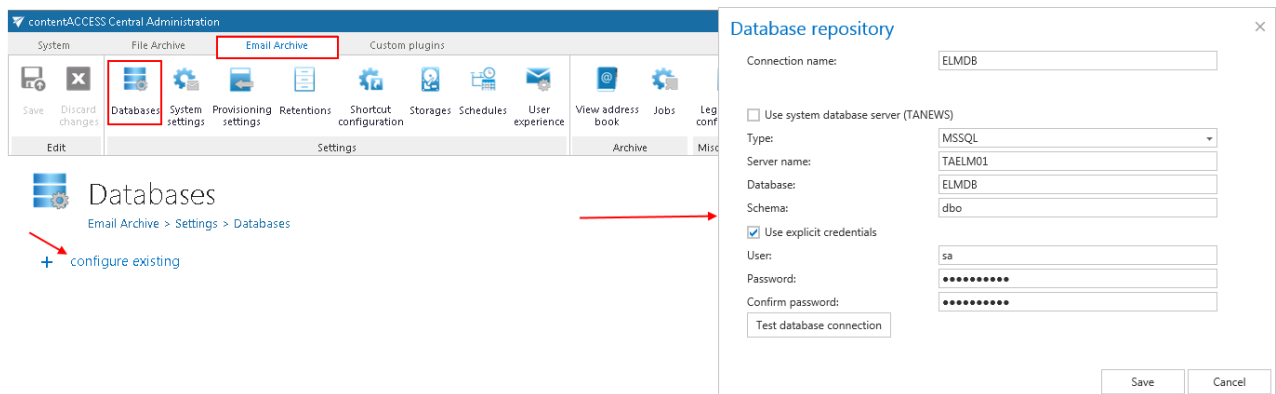 contentACCESS Central Administration
System
File Archive
Email Archive
Custom plugins
Save
Discard
changes
Databases
System
settings
Provisioning
settings
Retentions
Shortcut
configuration
Storages
Schedules
User
experience
View address
book
Jobs
Leg
conf
Edit
Settings
Archive
Misc
Databases
Email Archive > Settings > Databases
+ configure existing
Database repository
Connection name: ELMDB
Use system database server (TANEWS)
Type: MSSQL
Server name: TAELM01
Database: ELMDB
Schema: dbo
Use explicit credentials
User: sa
Password: ●●●●●●●●●●
Confirm password: ●●●●●●●●●●
Test database connection
Save
Cancel